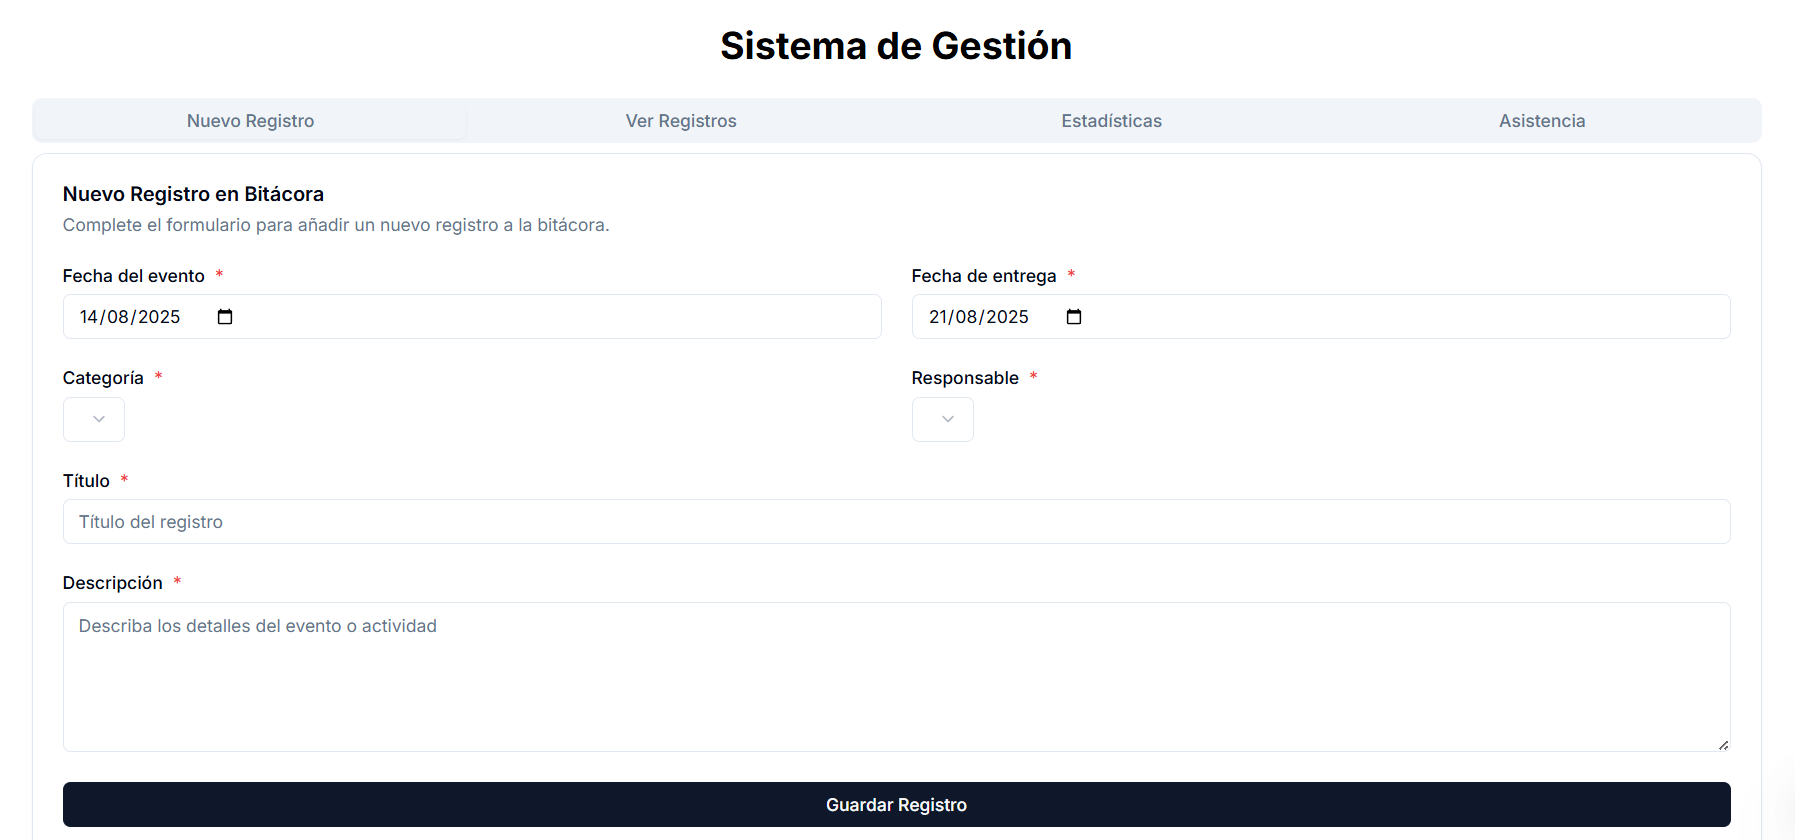 Sistema de Gestión
Nuevo Registro
Ver Registros
Estadísticas
Asistencia
Nuevo Registro en Bitácora
Complete el formulario para añadir un nuevo registro a la bitácora.
Fecha del evento *
Fecha de entrega *
14/08/2025
21/08/2025
Categoría *
Responsable *
Título *
Título del registro
Descripción *
Describa los detalles del evento o actividad
Guardar Registro